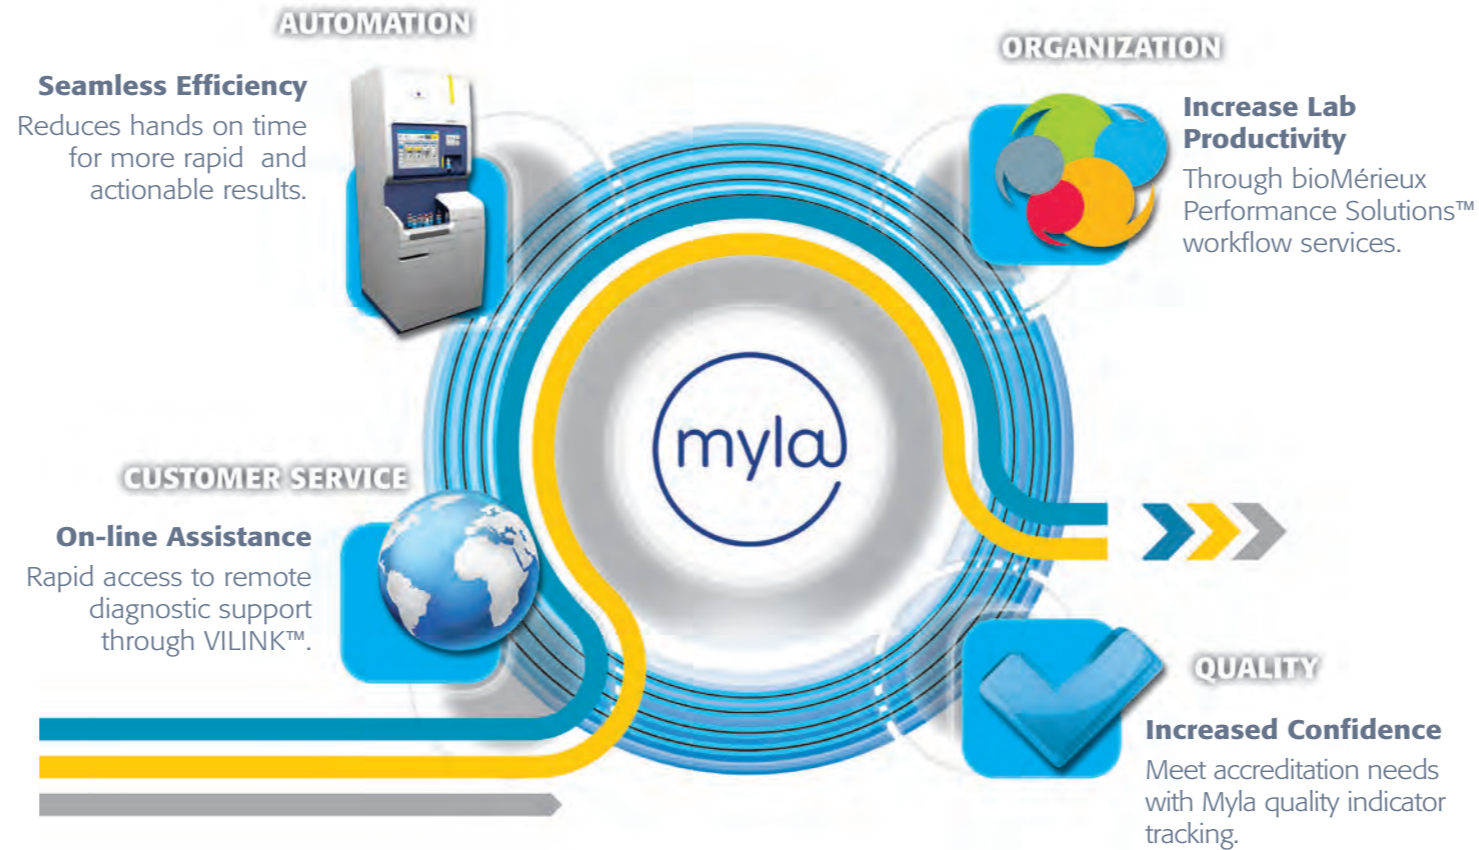 AUTOMATION
Seamless Efficiency
Reduces hands on time
for more rapid and
actionable results.
ORGANIZATION
Increase Lab
Productivity
Through bioMérieux
Performance Solutions™
workflow services.
myla
CUSTOMER SERVICE
On-line Assistance
Rapid access to remote
diagnostic support
through VILINK™.
QUALITY
Increased Confidence
Meet accreditation needs
with Myla quality indicator
tracking.